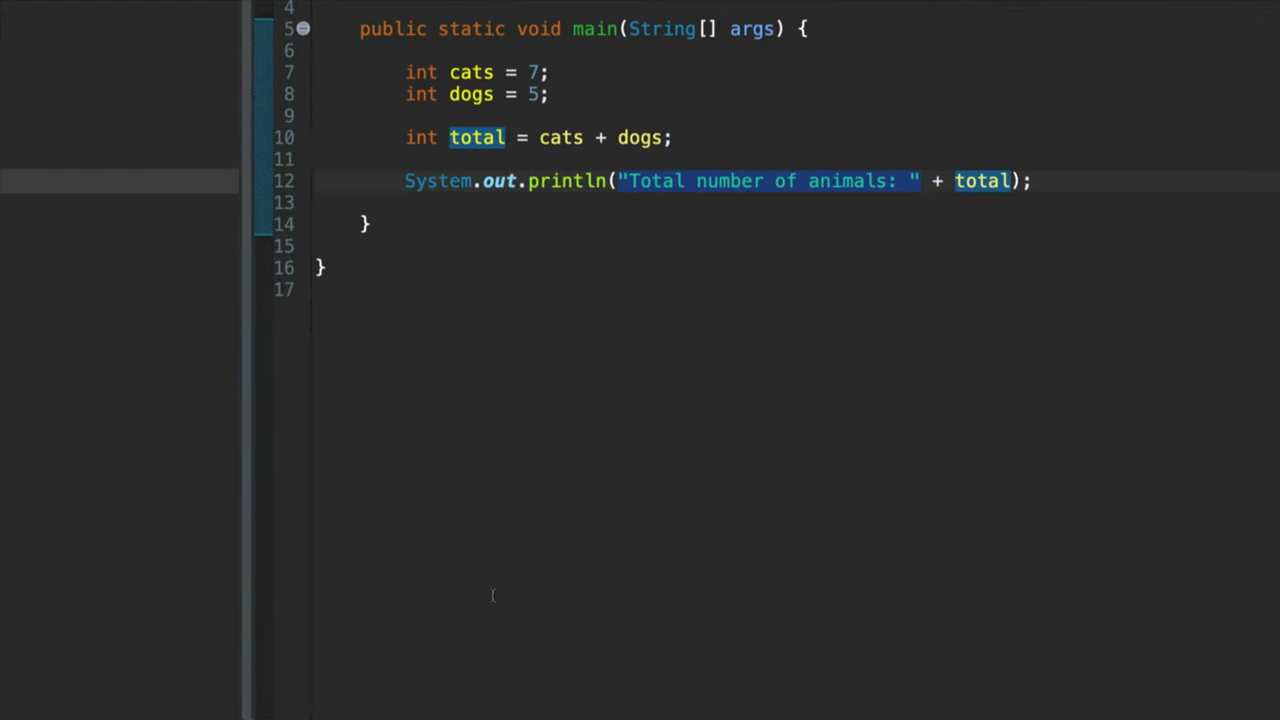 4
5 public static void main(String[] args) {
6
7 int cats = 7;
8 int dogs = 5;
9
10 int total = cats + dogs;
11
12 System.out.println("Total number of animals: " + total);
13
14 }
15
16 }
17